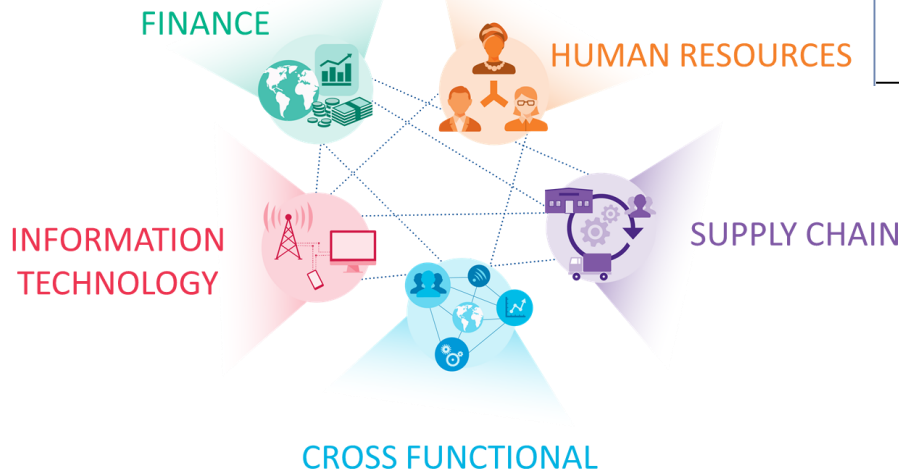 FINANCE
HUMAN RESOURCES
INFORMATION
TECHNOLOGY
SUPPLY CHAIN
CROSS FUNCTIONAL